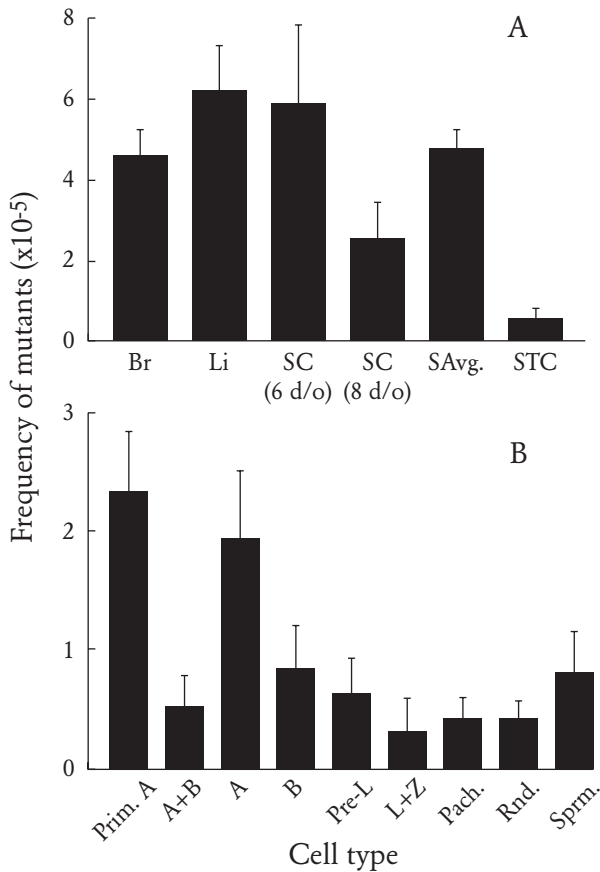 A
8
6
4
2
0
Br Li SC SC SAvg. STC
(6 d/o) (8 d/o)
Frequency of mutants (x10-5)
B
3
2
1
0
Prim. A A+B A B Pre-L L+Z Pach. Rnd. Sprm.
Cell type